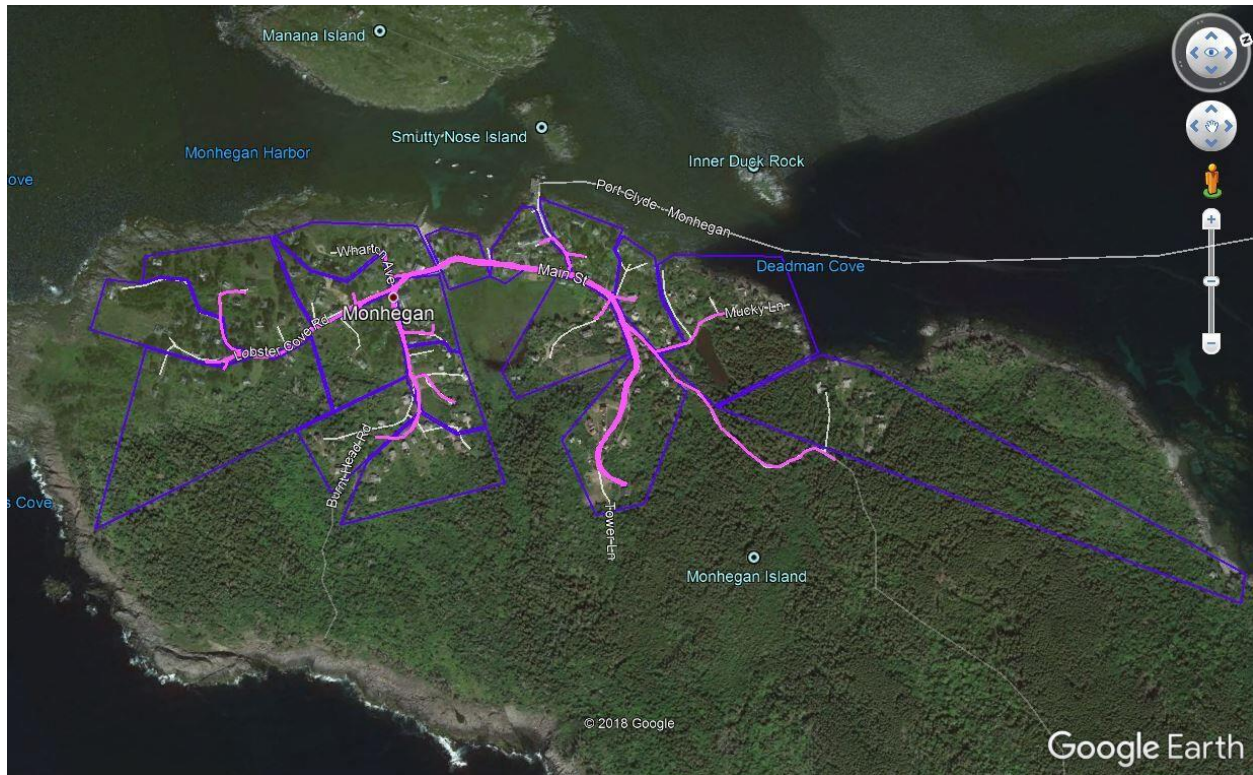 Manana Island
N
Smutty Nose Island
Monhegan Harbor
Inner Duck Rock
ove
Port Clyde - Monhegan
Wharton Ave
Main St
Deadman Cove
Monhegan
Mucky Ln
Lobster Cove Rd
Burnt Head Rd
s Cove
Tower Ln
Monhegan Island
© 2018 Google
Google Earth